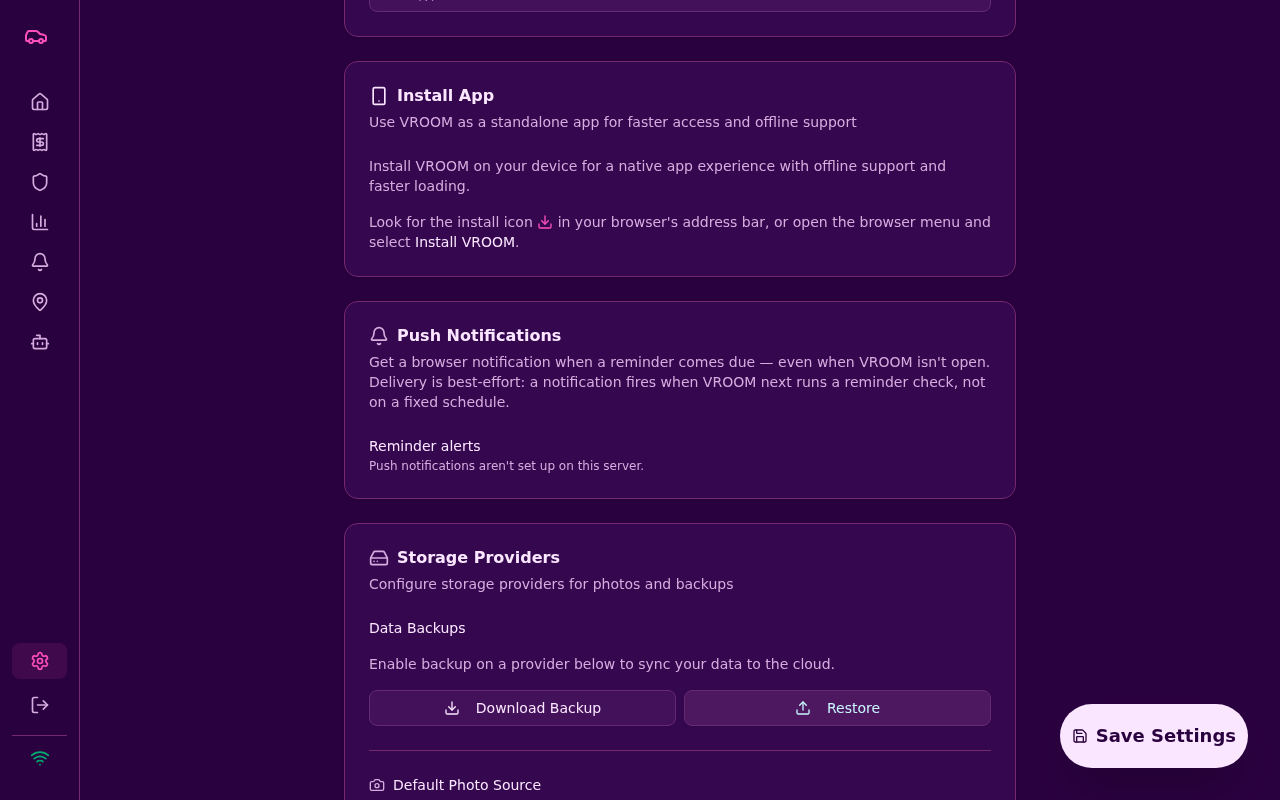 Install App
Use VROOM as a standalone app for faster access and offline support
Install VROOM on your device for a native app experience with offline support and
faster loading.
Look for the install icon in your browser's address bar, or open the browser menu and
select Install VROOM.
Push Notifications
Get a browser notification when a reminder comes due — even when VROOM isn't open.
Delivery is best-effort: a notification fires when VROOM next runs a reminder check, not
on a fixed schedule.
Reminder alerts
Push notifications aren't set up on this server.
Storage Providers
Configure storage providers for photos and backups
Data Backups
Enable backup on a provider below to sync your data to the cloud.
Download Backup
Restore
Save Settings
Default Photo Source